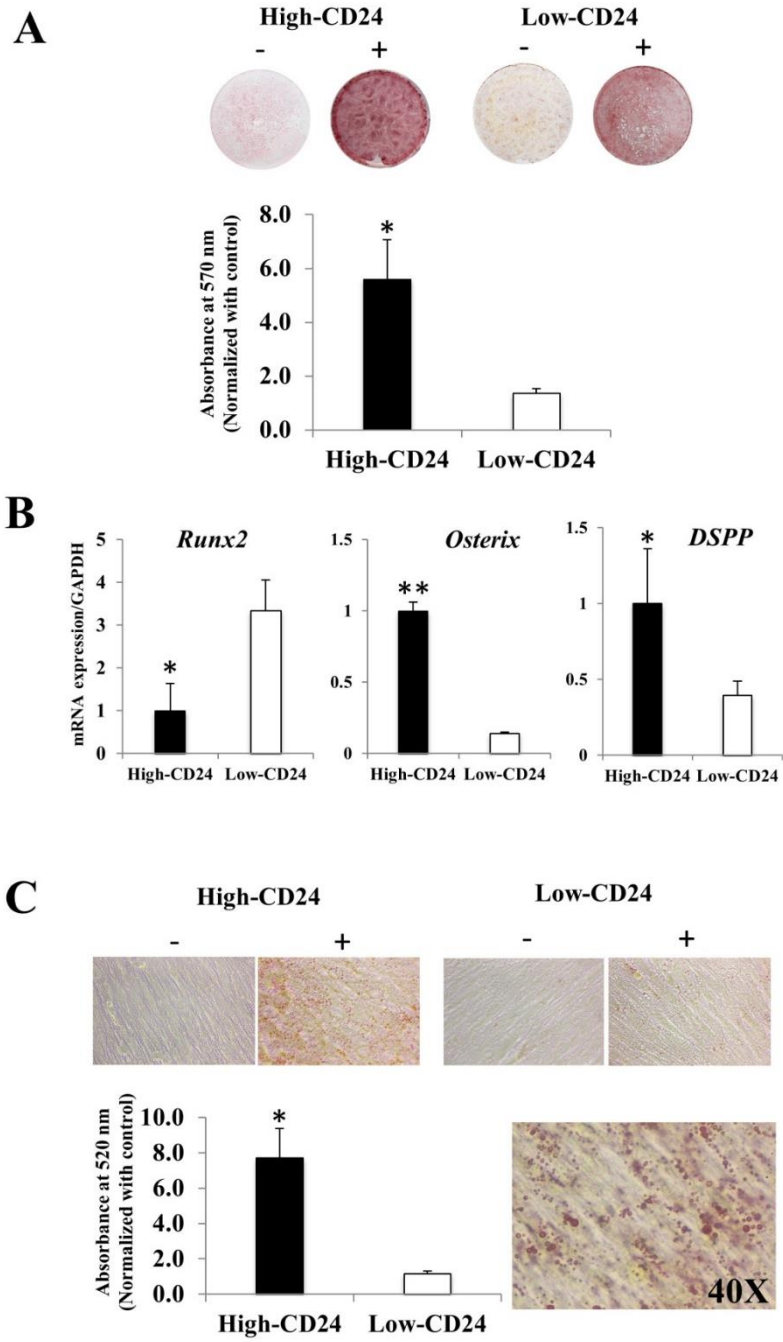 A
High-CD24 Low-CD24
- + - +
Absorbance at 570 nm
(Normalized with control)
8.0
6.0
4.0
2.0
0.0
*
High-CD24 Low-CD24
B
mRNA expression/GAPDH
Runx2
5
4
3
2
1
0
*
High-CD24 Low-CD24
Osterix
1.5
1
0.5
0
**
High-CD24 Low-CD24
DSPP
1.5
1
0.5
0
*
High-CD24 Low-CD24
C
High-CD24 Low-CD24
- + - +
Absorbance at 520 nm
(Normalized with control)
10.0
8.0
6.0
4.0
2.0
0.0
*
High-CD24 Low-CD24
40X